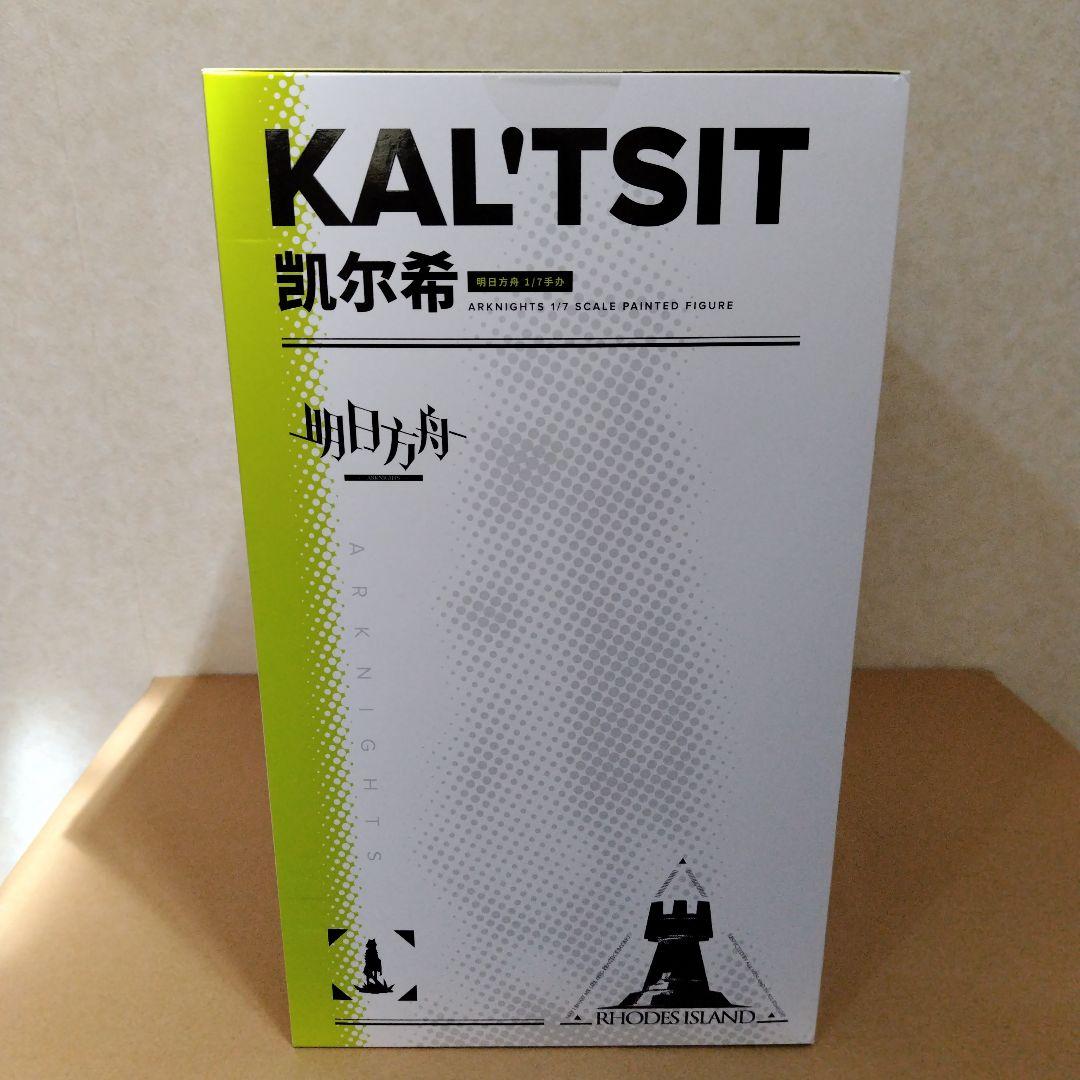 KAL'TSIT
凯尔希
明日方舟 1/7手办
ARKNIGHTS 1/7 SCALE PAINTED FIGURE
明日方舟
ARKNIGHTS
ARKNIGHTS
RHODES ISLAND